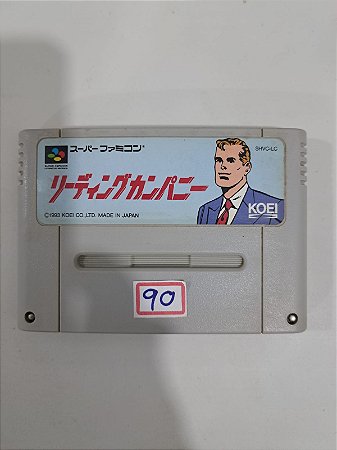 スーパーファミコン®
SHVC-LC
リーディングカンパニー
KOEI
©1993 KOEI CO.,LTD. MADE IN JAPAN
90